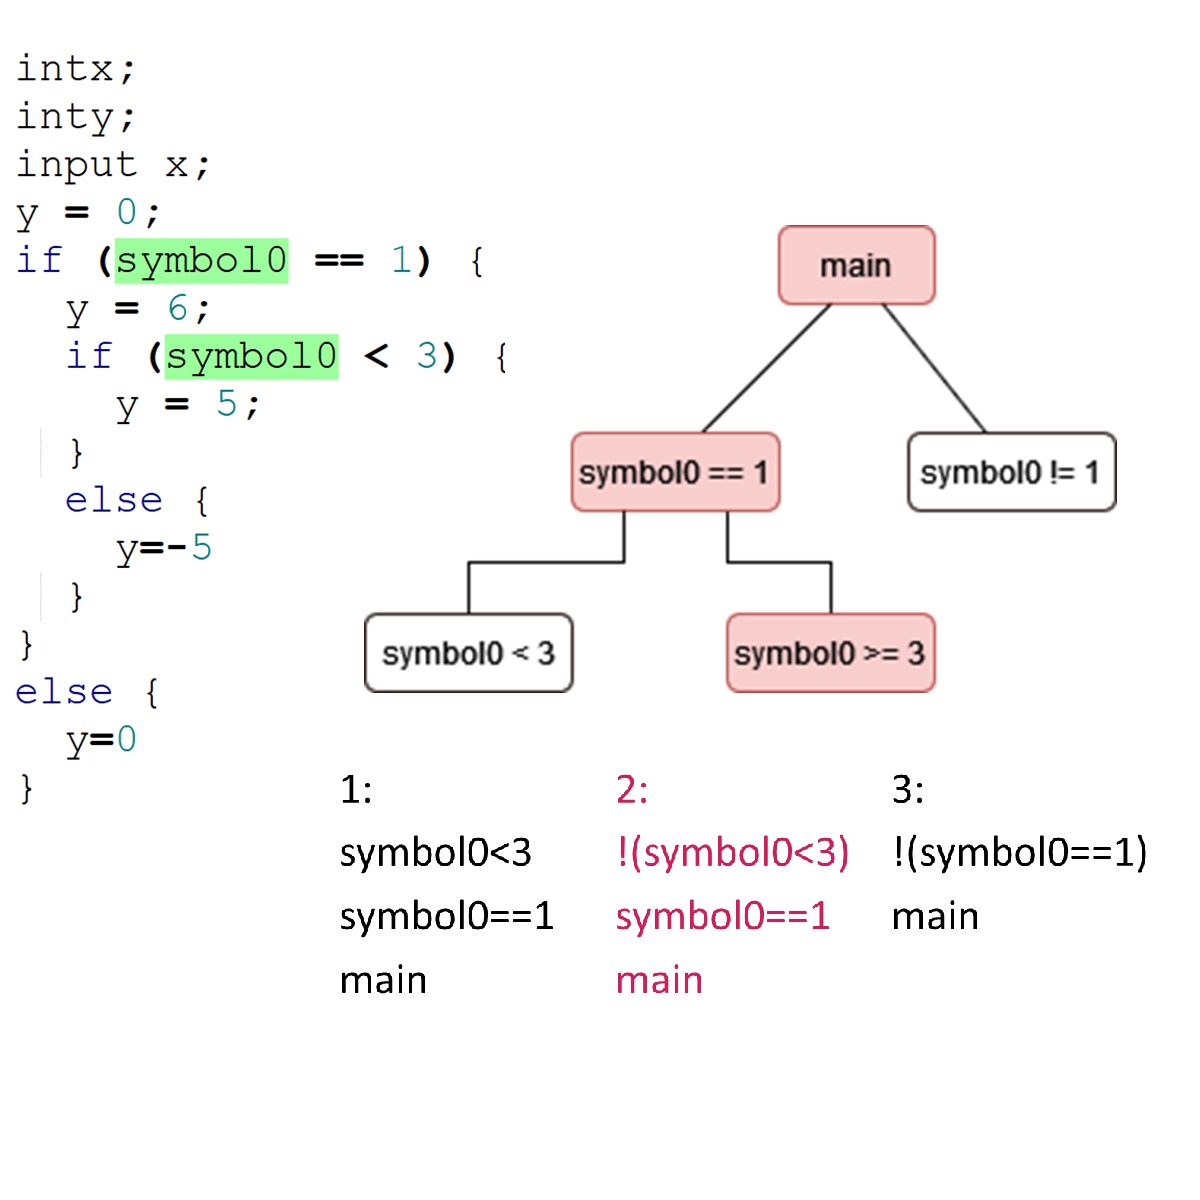 intx;
inty;
input x;
y = 0;
if (symbol0 == 1) {
y = 6;
if (symbol0 < 3) {
y = 5;
}
else {
y=-5
}
}
else {
y=0
}
main
symbol0 == 1
symbol0 != 1
symbol0 < 3
symbol0 >= 3
1:
symbol0<3
symbol0==1
main
2:
!(symbol0<3)
symbol0==1
main
3:
!(symbol0==1)
main